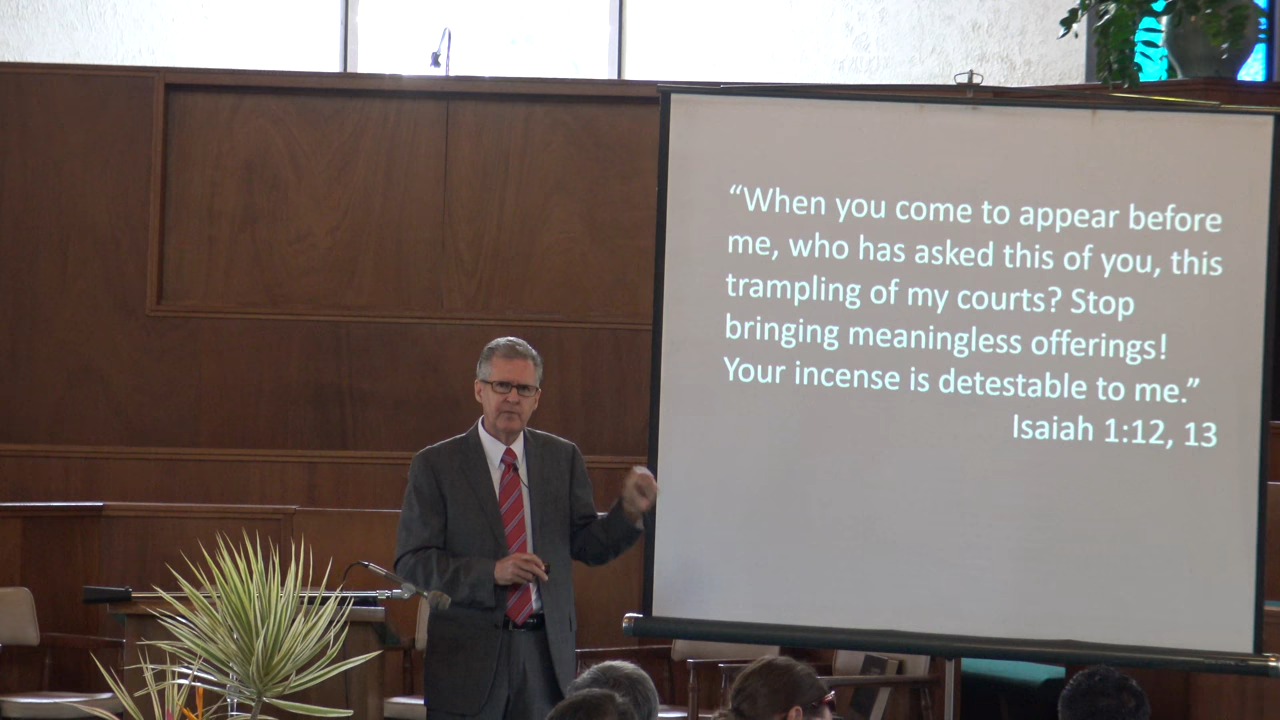 “When you come to appear before
me, who has asked this of you, this
trampling of my courts? Stop
bringing meaningless offerings!
Your incense is detestable to me.”
Isaiah 1:12, 13